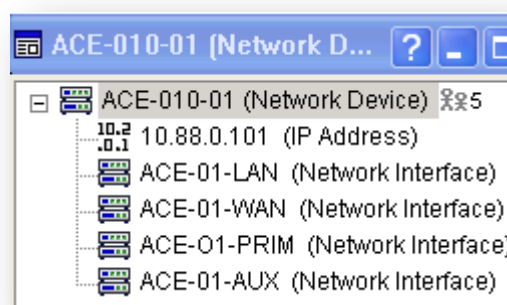 ACE-010-01 (Network D...
ACE-010-01 (Network Device) 5
10.88.0.101 (IP Address)
ACE-01-LAN (Network Interface)
ACE-01-WAN (Network Interface)
ACE-O1-PRIM (Network Interface)
ACE-01-AUX (Network Interface)